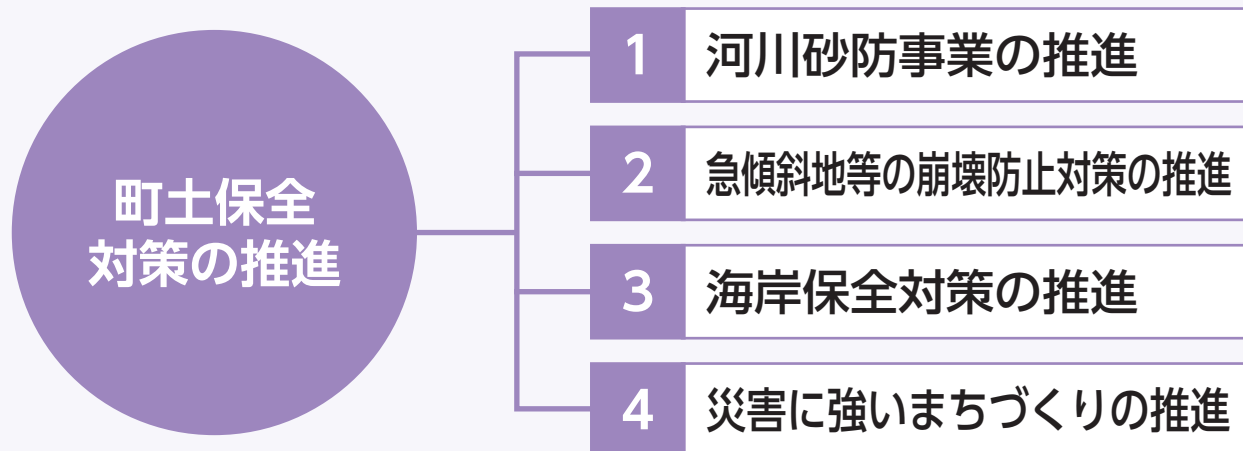 町土保全
対策の推進
1 河川砂防事業の推進
2 急傾斜地等の崩壊防止対策の推進
3 海岸保全対策の推進
4 災害に強いまちづくりの推進